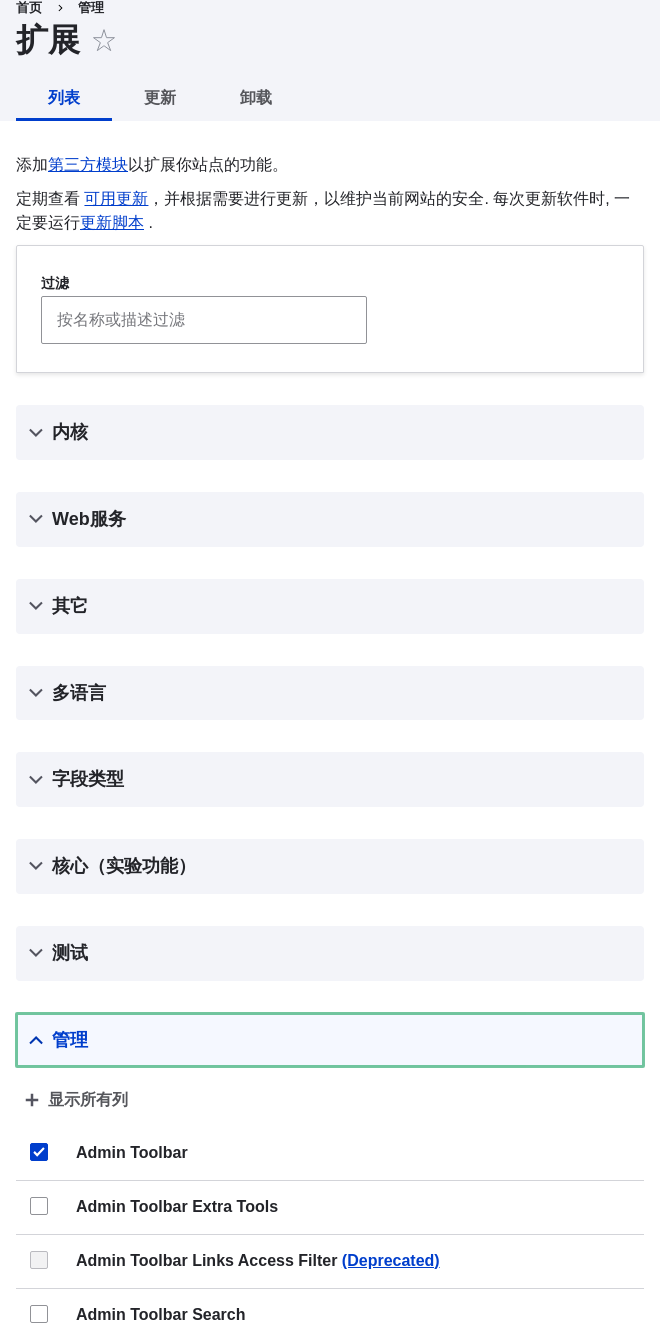 首页 › 管理
扩展
列表 更新 卸载
添加第三方模块以扩展你站点的功能。
定期查看 可用更新，并根据需要进行更新，以维护当前网站的安全. 每次更新软件时, 一
定要运行更新脚本 .
过滤
按名称或描述过滤
内核
Web服务
其它
多语言
字段类型
核心（实验功能）
测试
管理
显示所有列
Admin Toolbar
Admin Toolbar Extra Tools
Admin Toolbar Links Access Filter (Deprecated)
Admin Toolbar Search